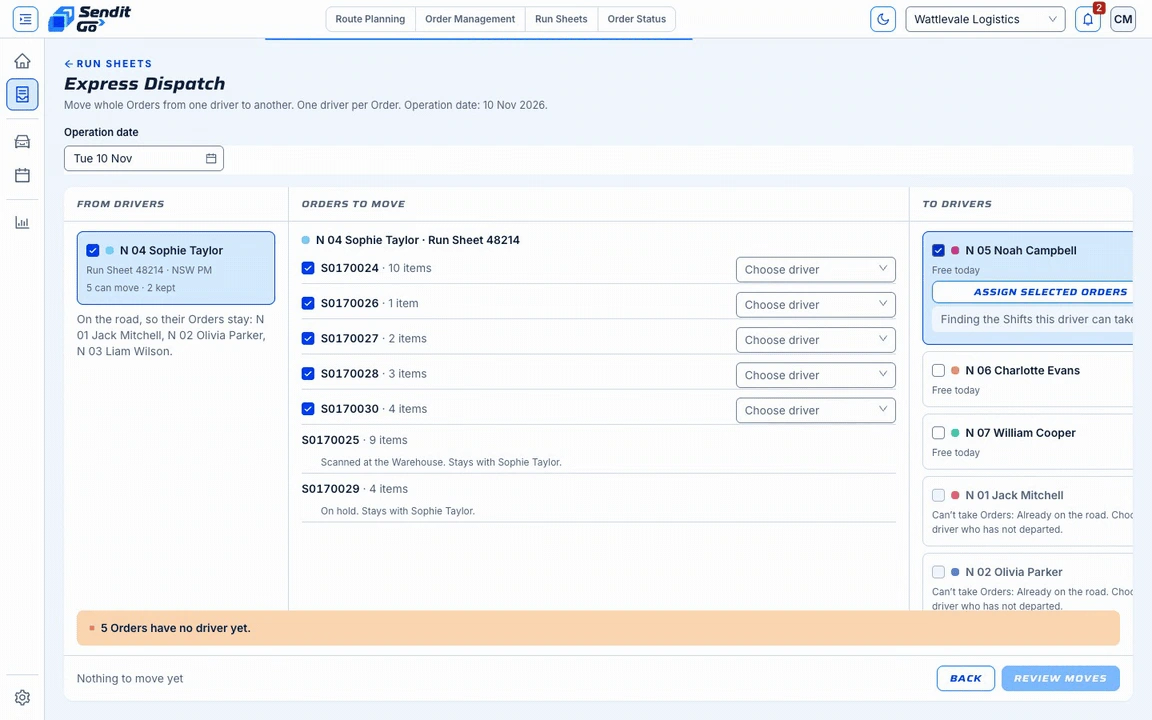 Sendit Go
Route Planning
Order Management
Run Sheets
Order Status
Wattlevale Logistics
2
CM
RUN SHEETS
Express Dispatch
Move whole Orders from one driver to another. One driver per Order. Operation date: 10 Nov 2026.
Operation date
Tue 10 Nov
FROM DRIVERS
N 04 Sophie Taylor
Run Sheet 48214 · NSW PM
5 can move · 2 kept
On the road, so their Orders stay: N
01 Jack Mitchell, N 02 Olivia Parker,
N 03 Liam Wilson.
ORDERS TO MOVE
N 04 Sophie Taylor · Run Sheet 48214
S0170024 · 10 items
Choose driver
S0170026 · 1 item
Choose driver
S0170027 · 2 items
Choose driver
S0170028 · 3 items
Choose driver
S0170030 · 4 items
Choose driver
S0170025 · 9 items
Scanned at the Warehouse. Stays with Sophie Taylor.
S0170029 · 4 items
On hold. Stays with Sophie Taylor.
TO DRIVERS
N 05 Noah Campbell
Free today
ASSIGN SELECTED ORDERS
Finding the Shifts this driver can take
N 06 Charlotte Evans
Free today
N 07 William Cooper
Free today
N 01 Jack Mitchell
Can't take Orders: Already on the road. Choo
driver who has not departed.
N 02 Olivia Parker
Can't take Orders: Already on the road. Choo
driver who has not departed.
5 Orders have no driver yet.
Nothing to move yet
BACK
REVIEW MOVES